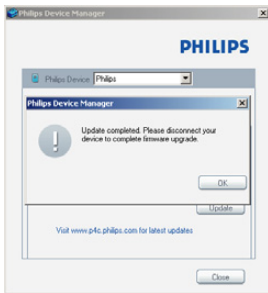 Philips Device Manager
PHILIPS
Philips Device Philips
Philips Device Manager
Update completed. Please disconnect your
device to complete firmware upgrade.
OK
Update
Visit www.p4c.philips.com for latest updates
Close